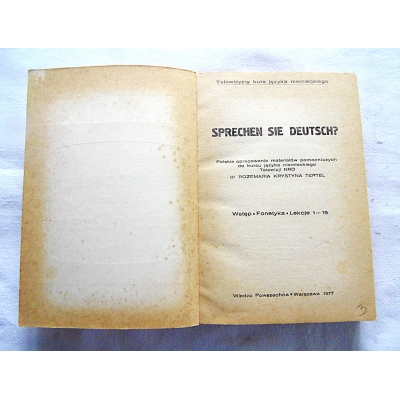 Telewizyjny kurs języka niemieckiego
SPRECHEN SIE DEUTSCH?
Polskie opracowanie materiałów pomocniczych
do kursu języka niemieckiego
Telewizji NRD
dr ROZEMARIA KRYSTYNA TERTEL
Wstęp • Fonetyka • Lekcje 1—18
Wiedza Powszechna • Warszawa 1977
3